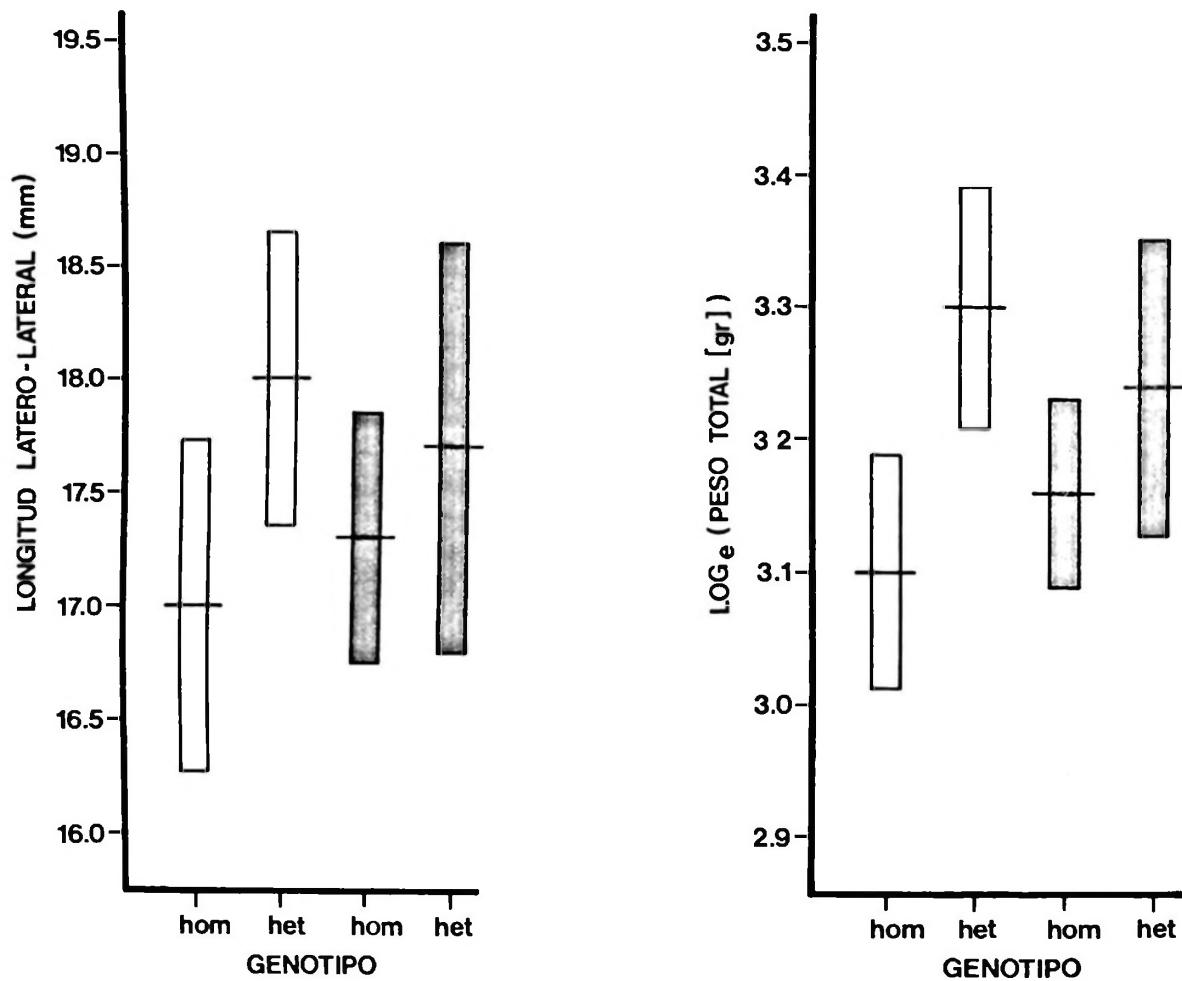 LONGITUD LATERO-LATERAL (mm)
19.5
19.0
18.5
18.0
17.5
17.0
16.5
16.0
hom het hom het
GENOTIPO
LOGe (PESO TOTAL [gr])
3.5
3.4
3.3
3 2
3.1
3.0
2.9
hom het hom het
GENOTIPO